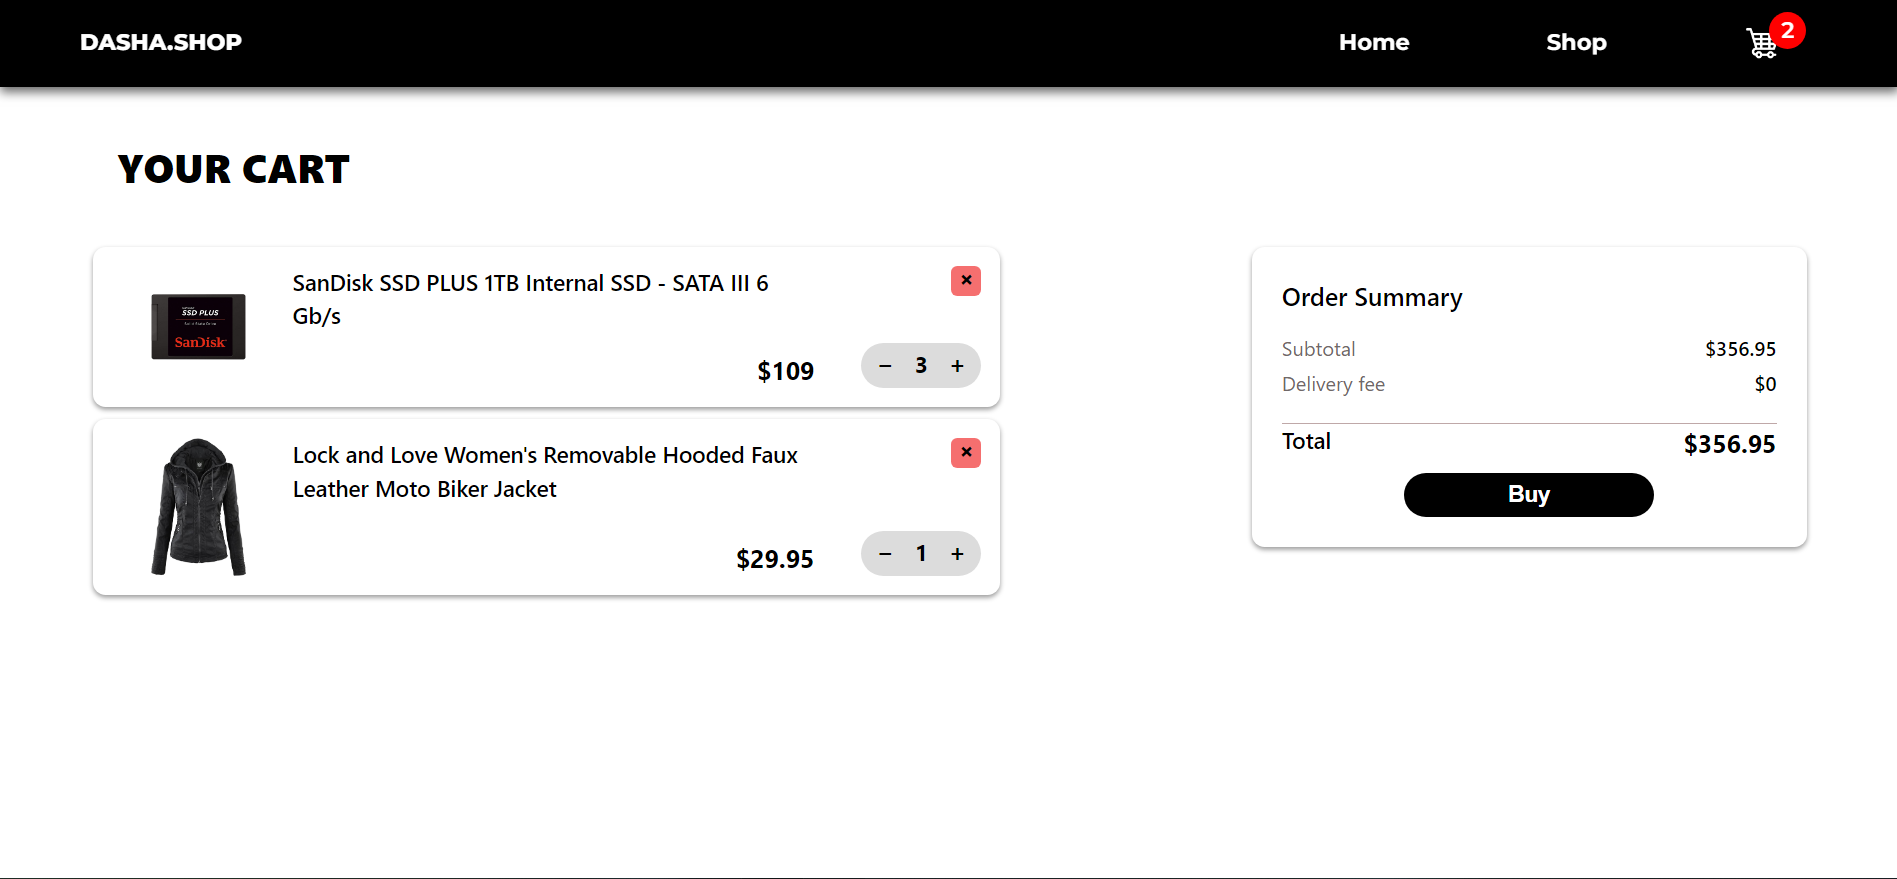 DASHA.SHOP
Home
Shop
2
YOUR CART
SanDisk SSD PLUS 1TB Internal SSD - SATA III 6
Gb/s
×
SSD PLUS
SanDisk
$109
− 3 +
Lock and Love Women's Removable Hooded Faux
Leather Moto Biker Jacket
×
$29.95
− 1 +
Order Summary
Subtotal $356.95
Delivery fee $0
Total $356.95
Buy